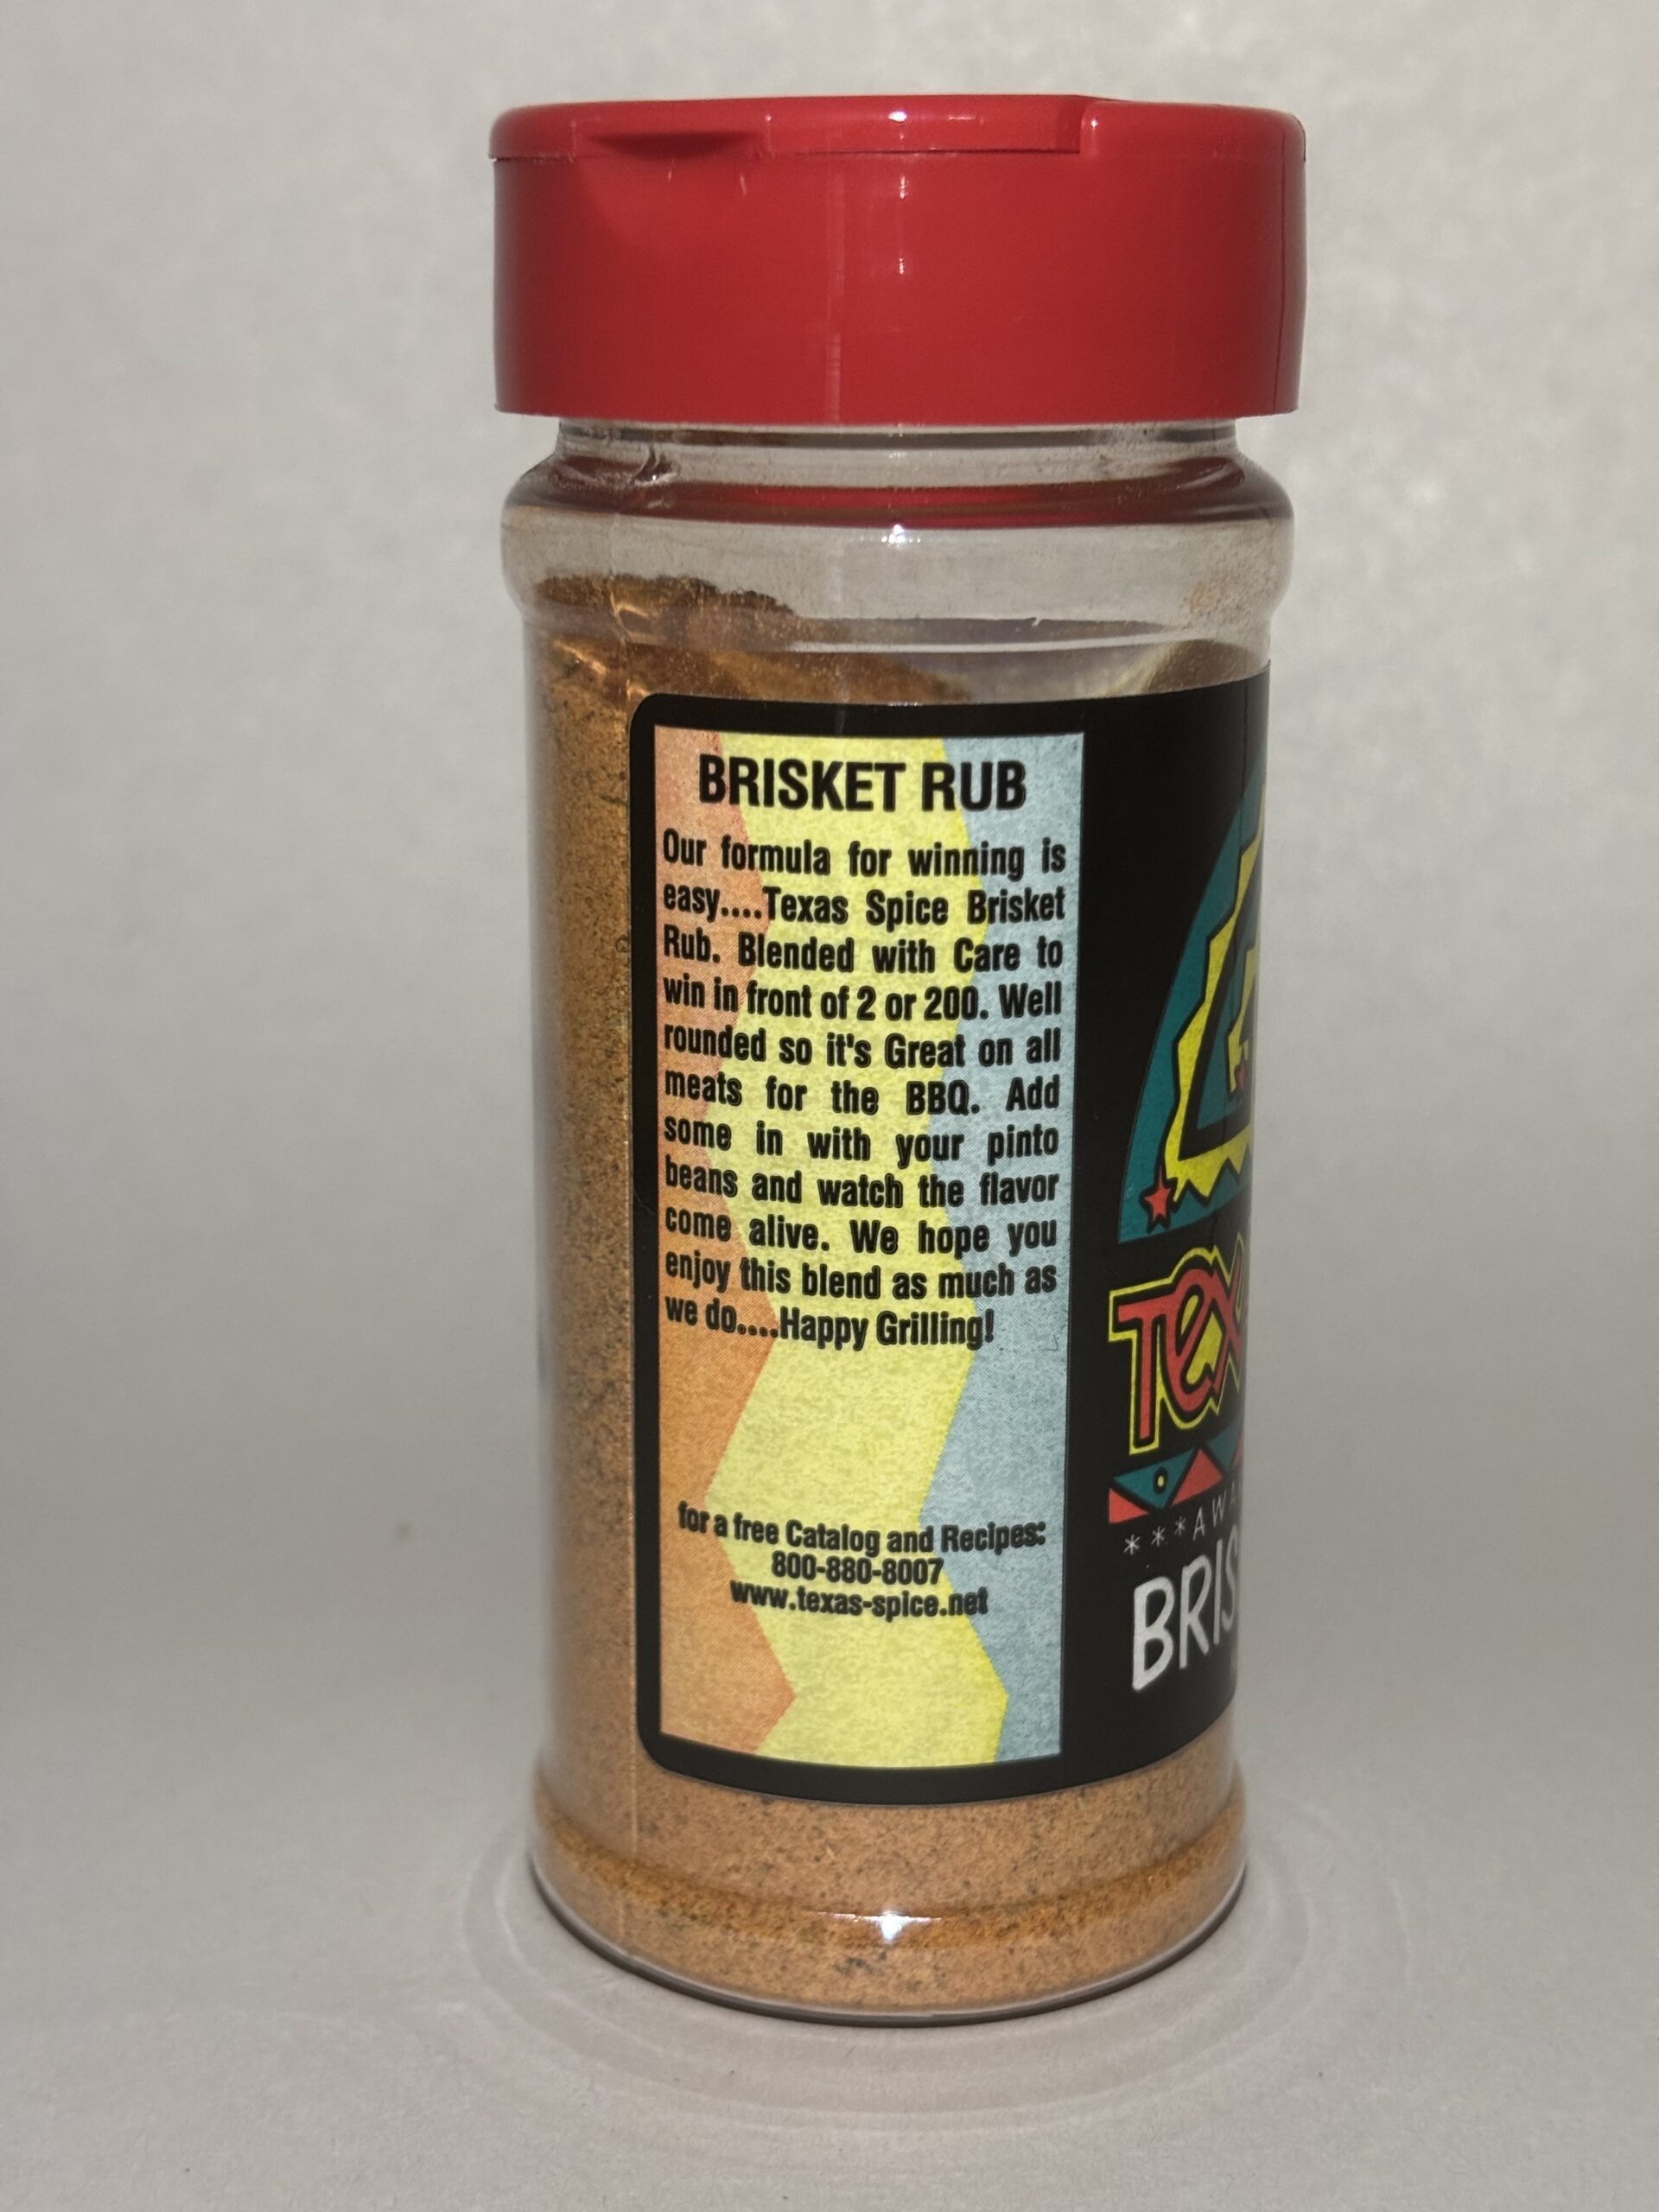 BRISKET RUB
Our formula for winning is
easy....Texas Spice Brisket
Rub. Blended with Care to
win in front of 2 or 200. Well
rounded so it's Great on all
meats for the BBQ. Add
some in with your pinto
beans and watch the flavor
come alive. We hope you
enjoy this blend as much as
we do....Happy Grilling!
for a free Catalog and Recipes:
800-880-8007
www.texas-spice.net
Tex
***AWA
BRIS